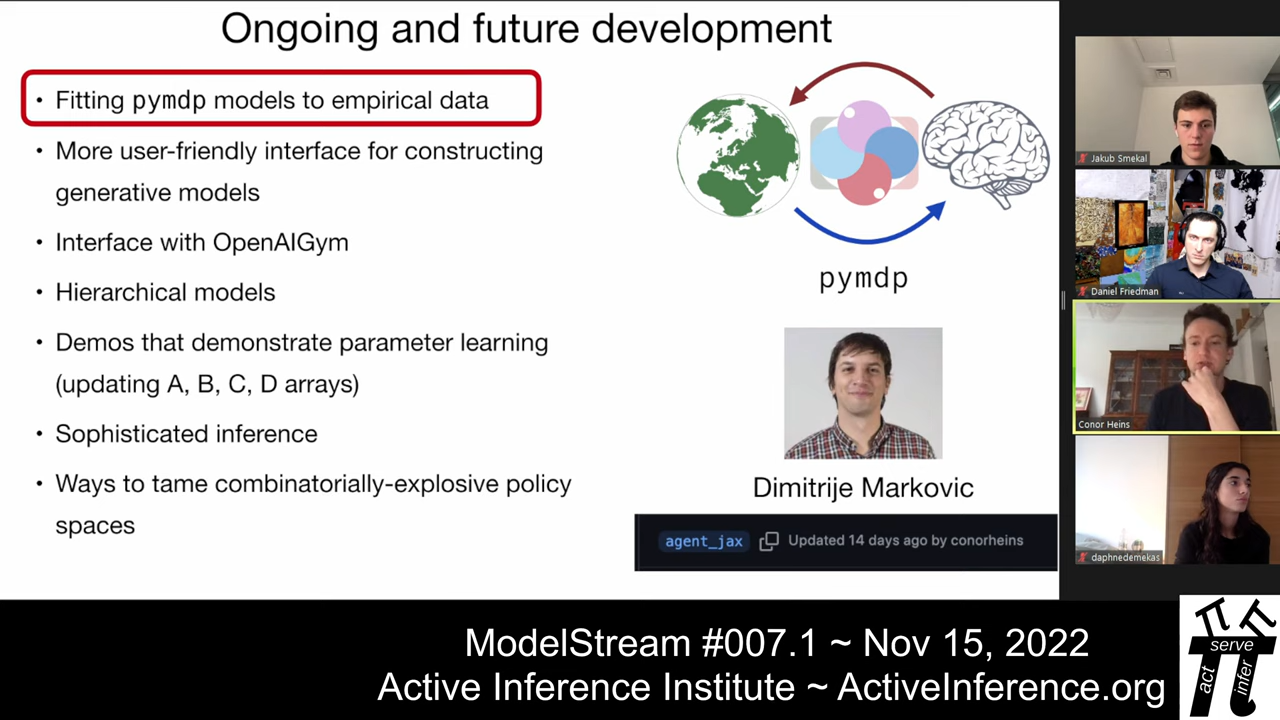 Ongoing and future development
• Fitting pymdp models to empirical data
• More user-friendly interface for constructing
generative models
• Interface with OpenAIGym
• Hierarchical models
• Demos that demonstrate parameter learning
(updating A, B, C, D arrays)
• Sophisticated inference
• Ways to tame combinatorially-explosive policy
spaces
pymdp
Dimitrije Markovic
agent_jax Updated 14 days ago by conorheins
Jakub Smekal
Daniel Friedman
Conor Heins
daphnedemekas
ModelStream #007.1 ~ Nov 15, 2022
Active Inference Institute ~ ActiveInference.org
serve
act
infer